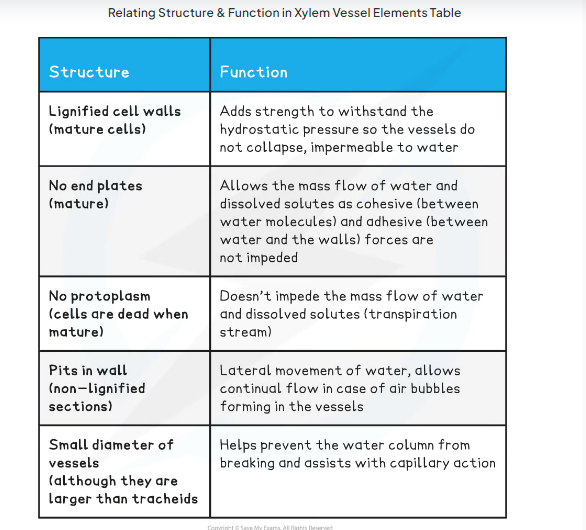 Relating Structure & Function in Xylem Vessel Elements Table
Structure
Function
Lignified cell walls
(mature cells)
Adds strength to withstand the
hydrostatic pressure so the vessels do
not collapse, impermeable to water
No end plates
(mature)
Allows the mass flow of water and
dissolved solutes as cohesive (between
water molecules) and adhesive (between
water and the walls) forces are
not impeded
No protoplasm
(cells are dead when
mature)
Doesn't impede the mass flow of water
and dissolved solutes (transpiration
stream)
Pits in wall
(non-lignified
sections)
Lateral movement of water, allows
continual flow in case of air bubbles
forming in the vessels
Small diameter of
vessels
(although they are
larger than tracheids
Helps prevent the water column from
breaking and assists with capillary action
Copyright © Save My Exams. All Rights Reserved